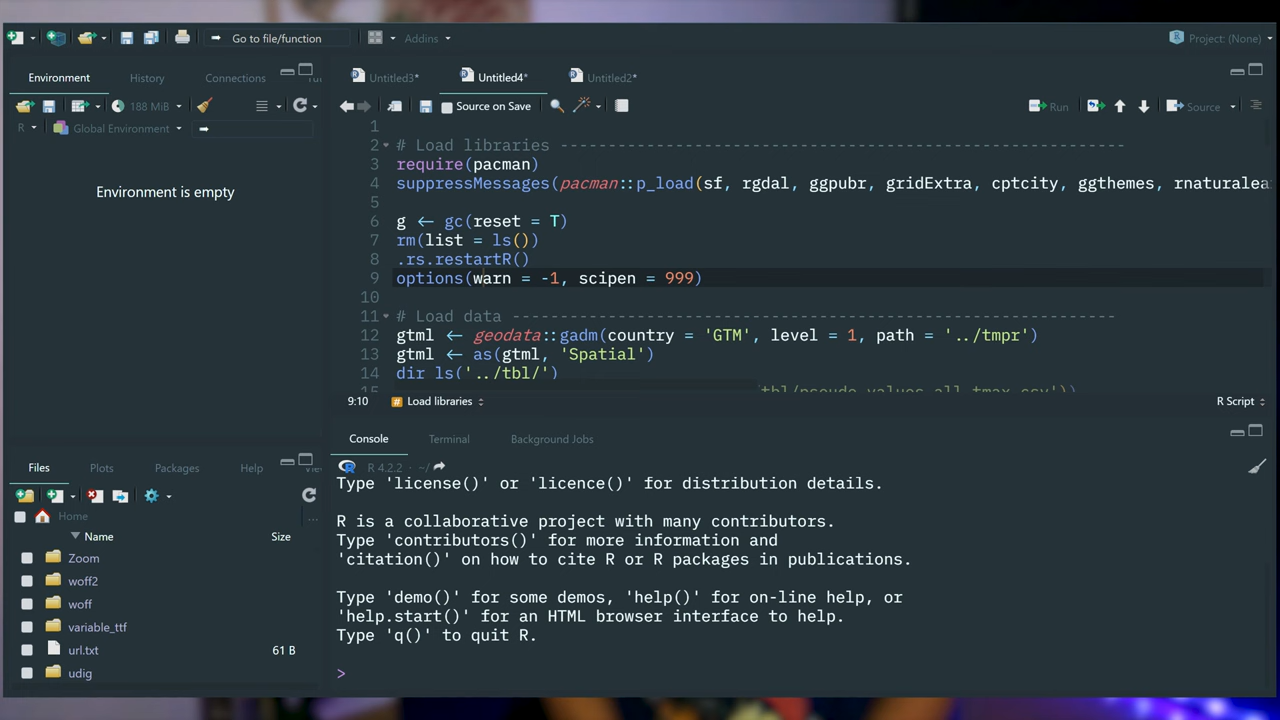 Go to file/function
Addins
Project: (None)
Environment History Connections
188 MiB
R Global Environment
Environment is empty
Untitled3* Untitled4* Untitled2*
Source on Save Run Source
1
2 # Load libraries -----------------------------------------------------------
3 require(pacman)
4 suppressMessages(pacman::p_load(sf, rgdal, ggpubr, gridExtra, cptcity, ggthemes, rnaturalea
5
6 g ← gc(reset = T)
7 rm(list = ls())
8 .rs.restartR()
9 options(warn = -1, scipen = 999)
10
11 # Load data ---------------------------------------------------------------
12 gtml ← geodata::gadm(country = 'GTM', level = 1, path = '../tmpr')
13 gtml ← as(gtml, 'Spatial')
14 dir_ls('../tbl/')
15 tbl/pseudo_values_all_tmax.csv'))
9:10 # Load libraries R Script
Files Plots Packages Help
Home
Name Size
Zoom
woff2
woff
variable_ttf
url.txt 61 B
udig
Console Terminal Background Jobs
R 4.2.2 · ~/
Type 'license()' or 'licence()' for distribution details.
R is a collaborative project with many contributors.
Type 'contributors()' for more information and
'citation()' on how to cite R or R packages in publications.
Type 'demo()' for some demos, 'help()' for on-line help, or
'help.start()' for an HTML browser interface to help.
Type 'q()' to quit R.
>